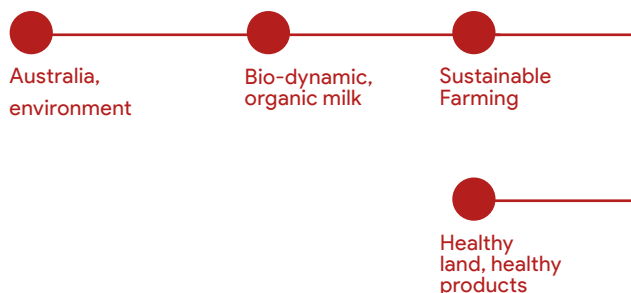 Australia,
environment
Bio-dynamic,
organic milk
Sustainable
Farming
Healthy
land, healthy
products